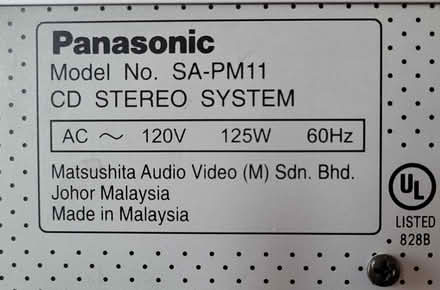 Panasonic
Model No. SA-PM11
CD STEREO SYSTEM
AC ~ 120V 125W 60Hz
Matsushita Audio Video (M) Sdn. Bhd.
Johor Malaysia
Made in Malaysia
UL
LISTED
828B